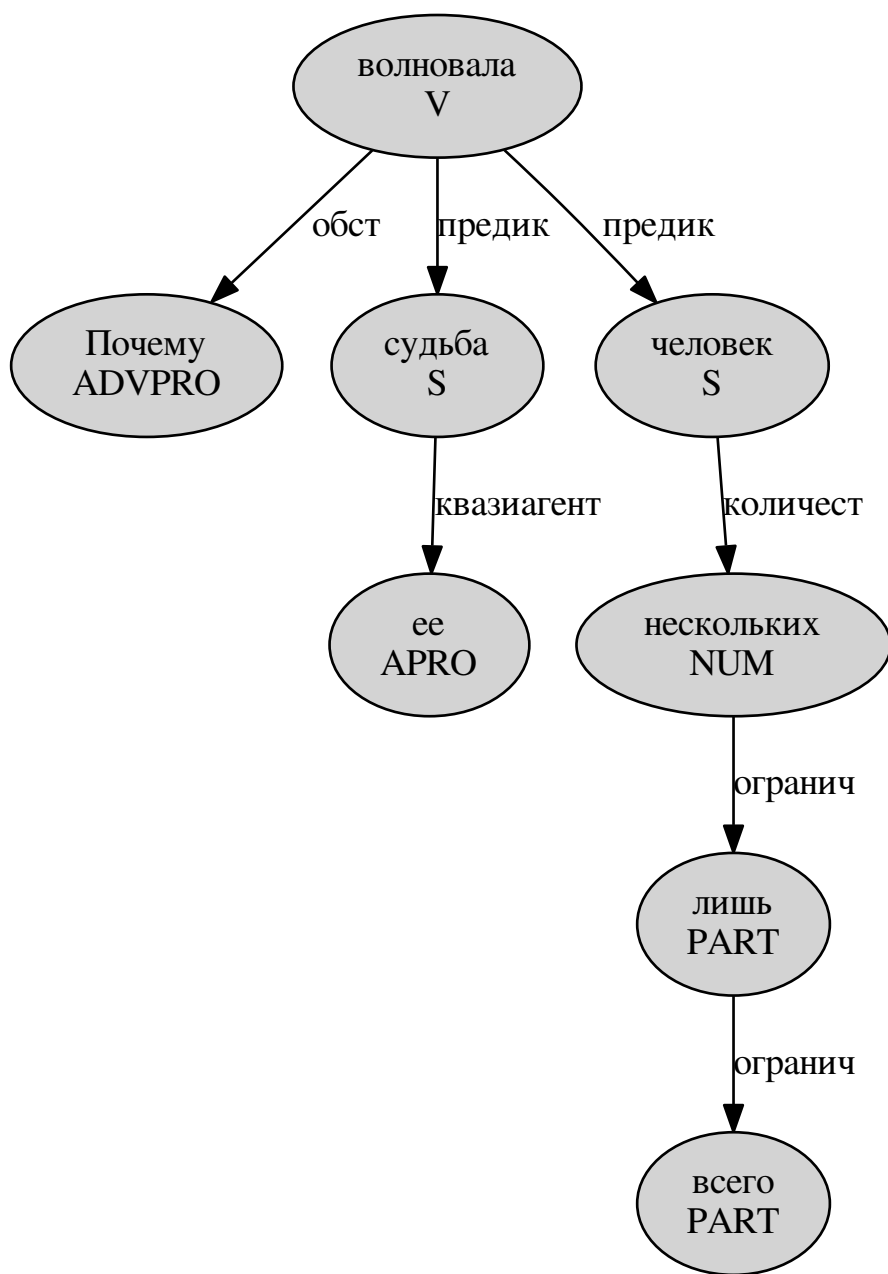 волновала
V
обст
предик
предик
Почему
ADVPRO
судьба
S
человек
S
квазиагент
количест
ее
APRO
нескольких
NUM
огранич
лишь
PART
огранич
всего
PART